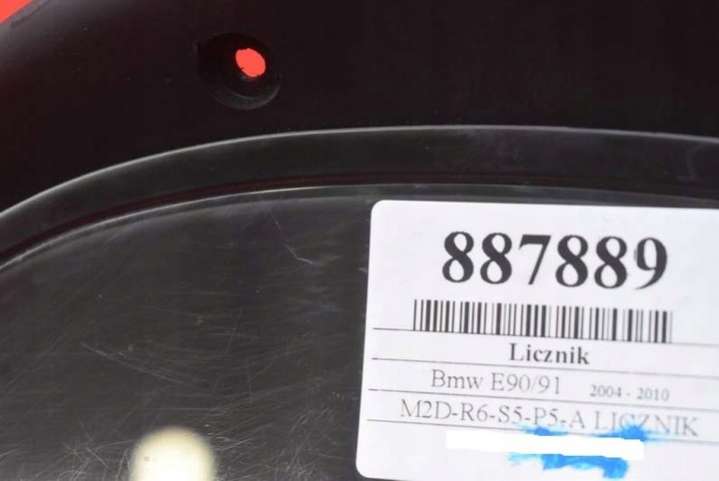 887889
Licznik
Bmw E90/91 2004 - 2010
M2D-R6-S5-P5-A LICZNIK